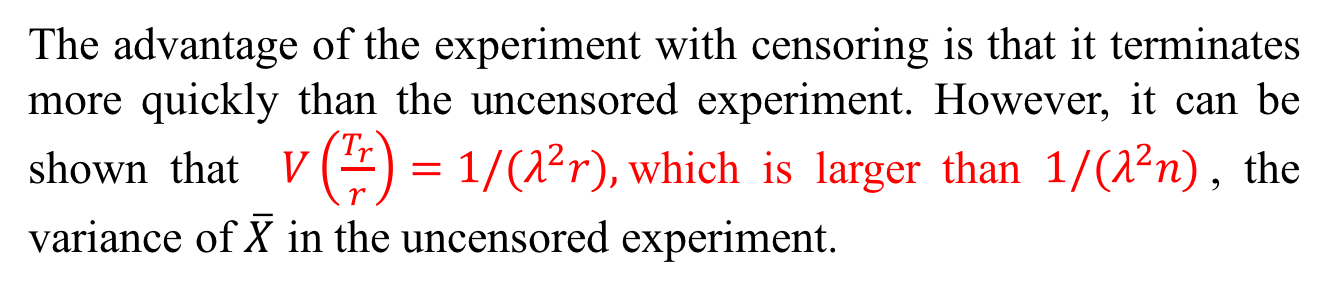 The advantage of the experiment with censoring is that it terminates
more quickly than the uncensored experiment. However, it can be
shown that V(T_r/r) = 1/(λ²r), which is larger than 1/(λ²n) , the
variance of X̄ in the uncensored experiment.